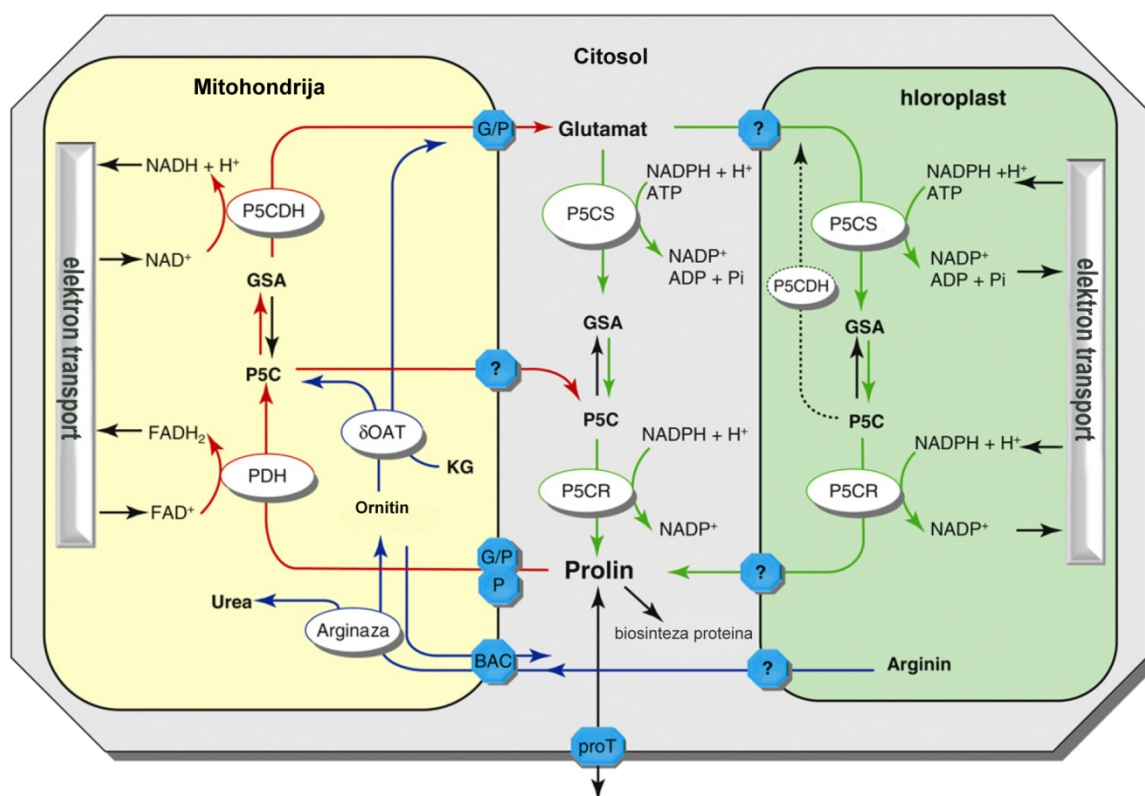 Citosol
Mitohondrija
hloroplast
G/P
Glutamat
?
NADH + H⁺
NADPH + H⁺
ATP
NADPH +H⁺
ATP
P5CDH
P5CS
P5CS
NAD⁺
NADP⁺
ADP + Pi
NADP⁺
ADP + Pi
P5CDH
elektron transport
elektron transport
GSA
GSA
GSA
P5C
?
P5C
P5C
FADH₂
δOAT
NADPH + H⁺
NADPH + H⁺
KG
PDH
P5CR
P5CR
Ornitin
FAD⁺
NADP⁺
NADP⁺
G/P
P
Prolin
?
Urea
Arginaza
biosinteza proteina
BAC
?
Arginin
proT